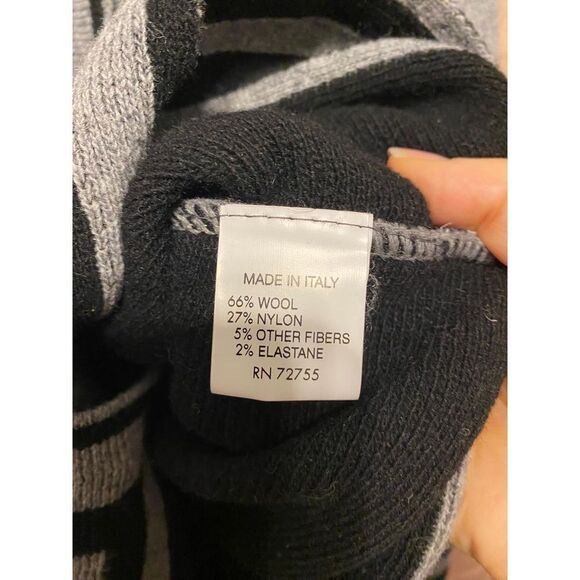 MADE IN ITALY
66% WOOL
27% NYLON
5% OTHER FIBERS
2% ELASTANE
RN 72755